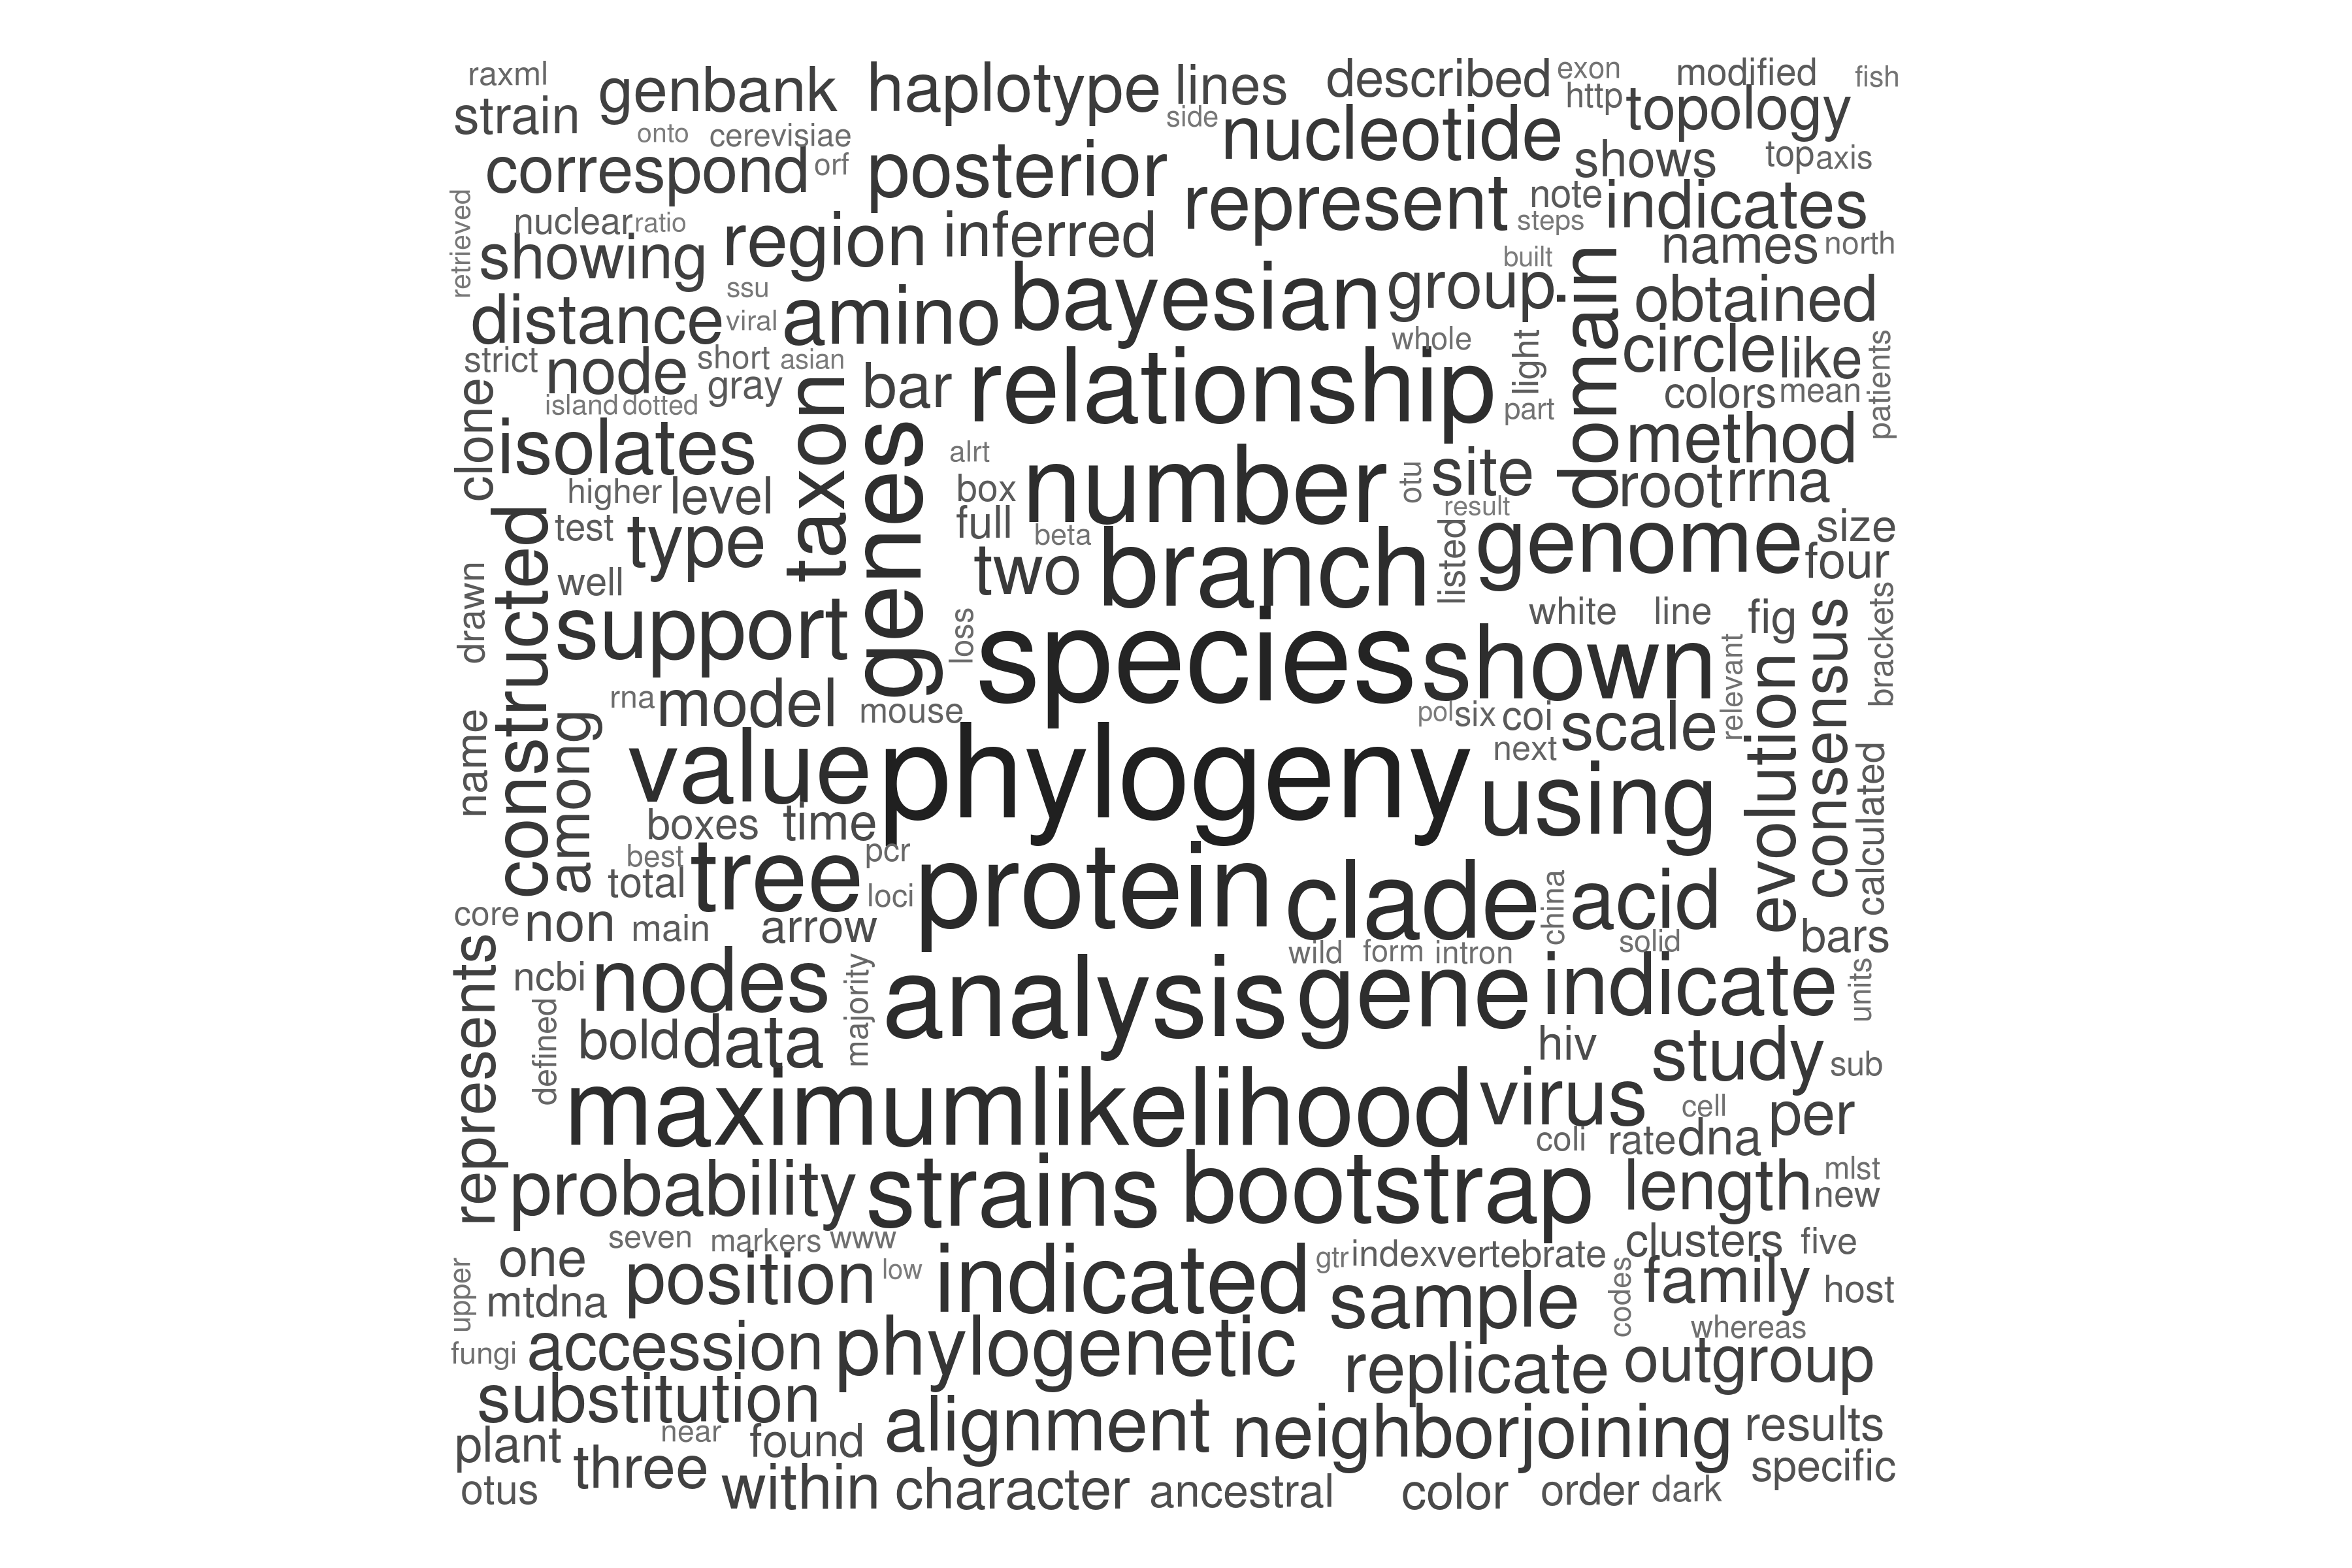 raxml genbank haplotype lines described exon modified fish
strain onto cerevisiae side nucleotide http topology
correspond orf posterior shows top axis
retrieved nuclear ratio region inferred represent note steps indicates
showing built names north
distance ssu viral amino bayesian group domain obtained
strict node short asian gray bar relationship whole light circle like
clone island dotted taxon genes part colors mean patients
isolates alrt number otu site method
higher level box result root rrna
constructed test type full beta two branch listed genome size four
drawn well support loss species shown white line fig consensus brackets
rna model mouse pol six coi scale relevant evolution
name among value phylogeny next using calculated
boxes time
best total tree pcr loci protein clade china acid
core non main arrow wild form intron solid bars
represents ncbi nodes majority analysis gene indicate units
defined bold data hiv study sub
maximumlikelihood virus cell per
coli rate dna
probability strains bootstrap length mlst new
one seven markers www indicated gtr index vertebrate clusters five
upper mtdna position low sample codes family host
fungi accession phylogenetic replicate whereas outgroup
substitution alignment neighborjoining results
plant near found
otus three within character ancestral color order dark specific